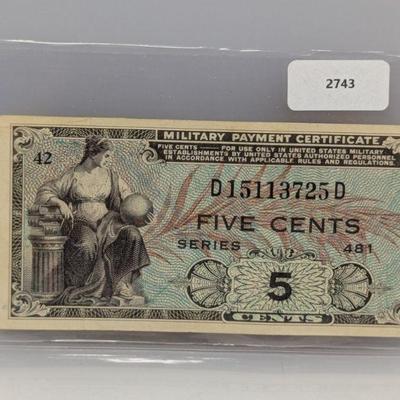 2743
MILITARY PAYMENT CERTIFICATE
FIVE CENTS — FOR USE ONLY IN UNITED STATES MILITARY
ESTABLISHMENTS BY UNITED STATES AUTHORIZED PERSONNEL
IN ACCORDANCE WITH APPLICABLE RULES AND REGULATIONS.
42
D15113725D
FIVE CENTS
SERIES 481
5
CENTS